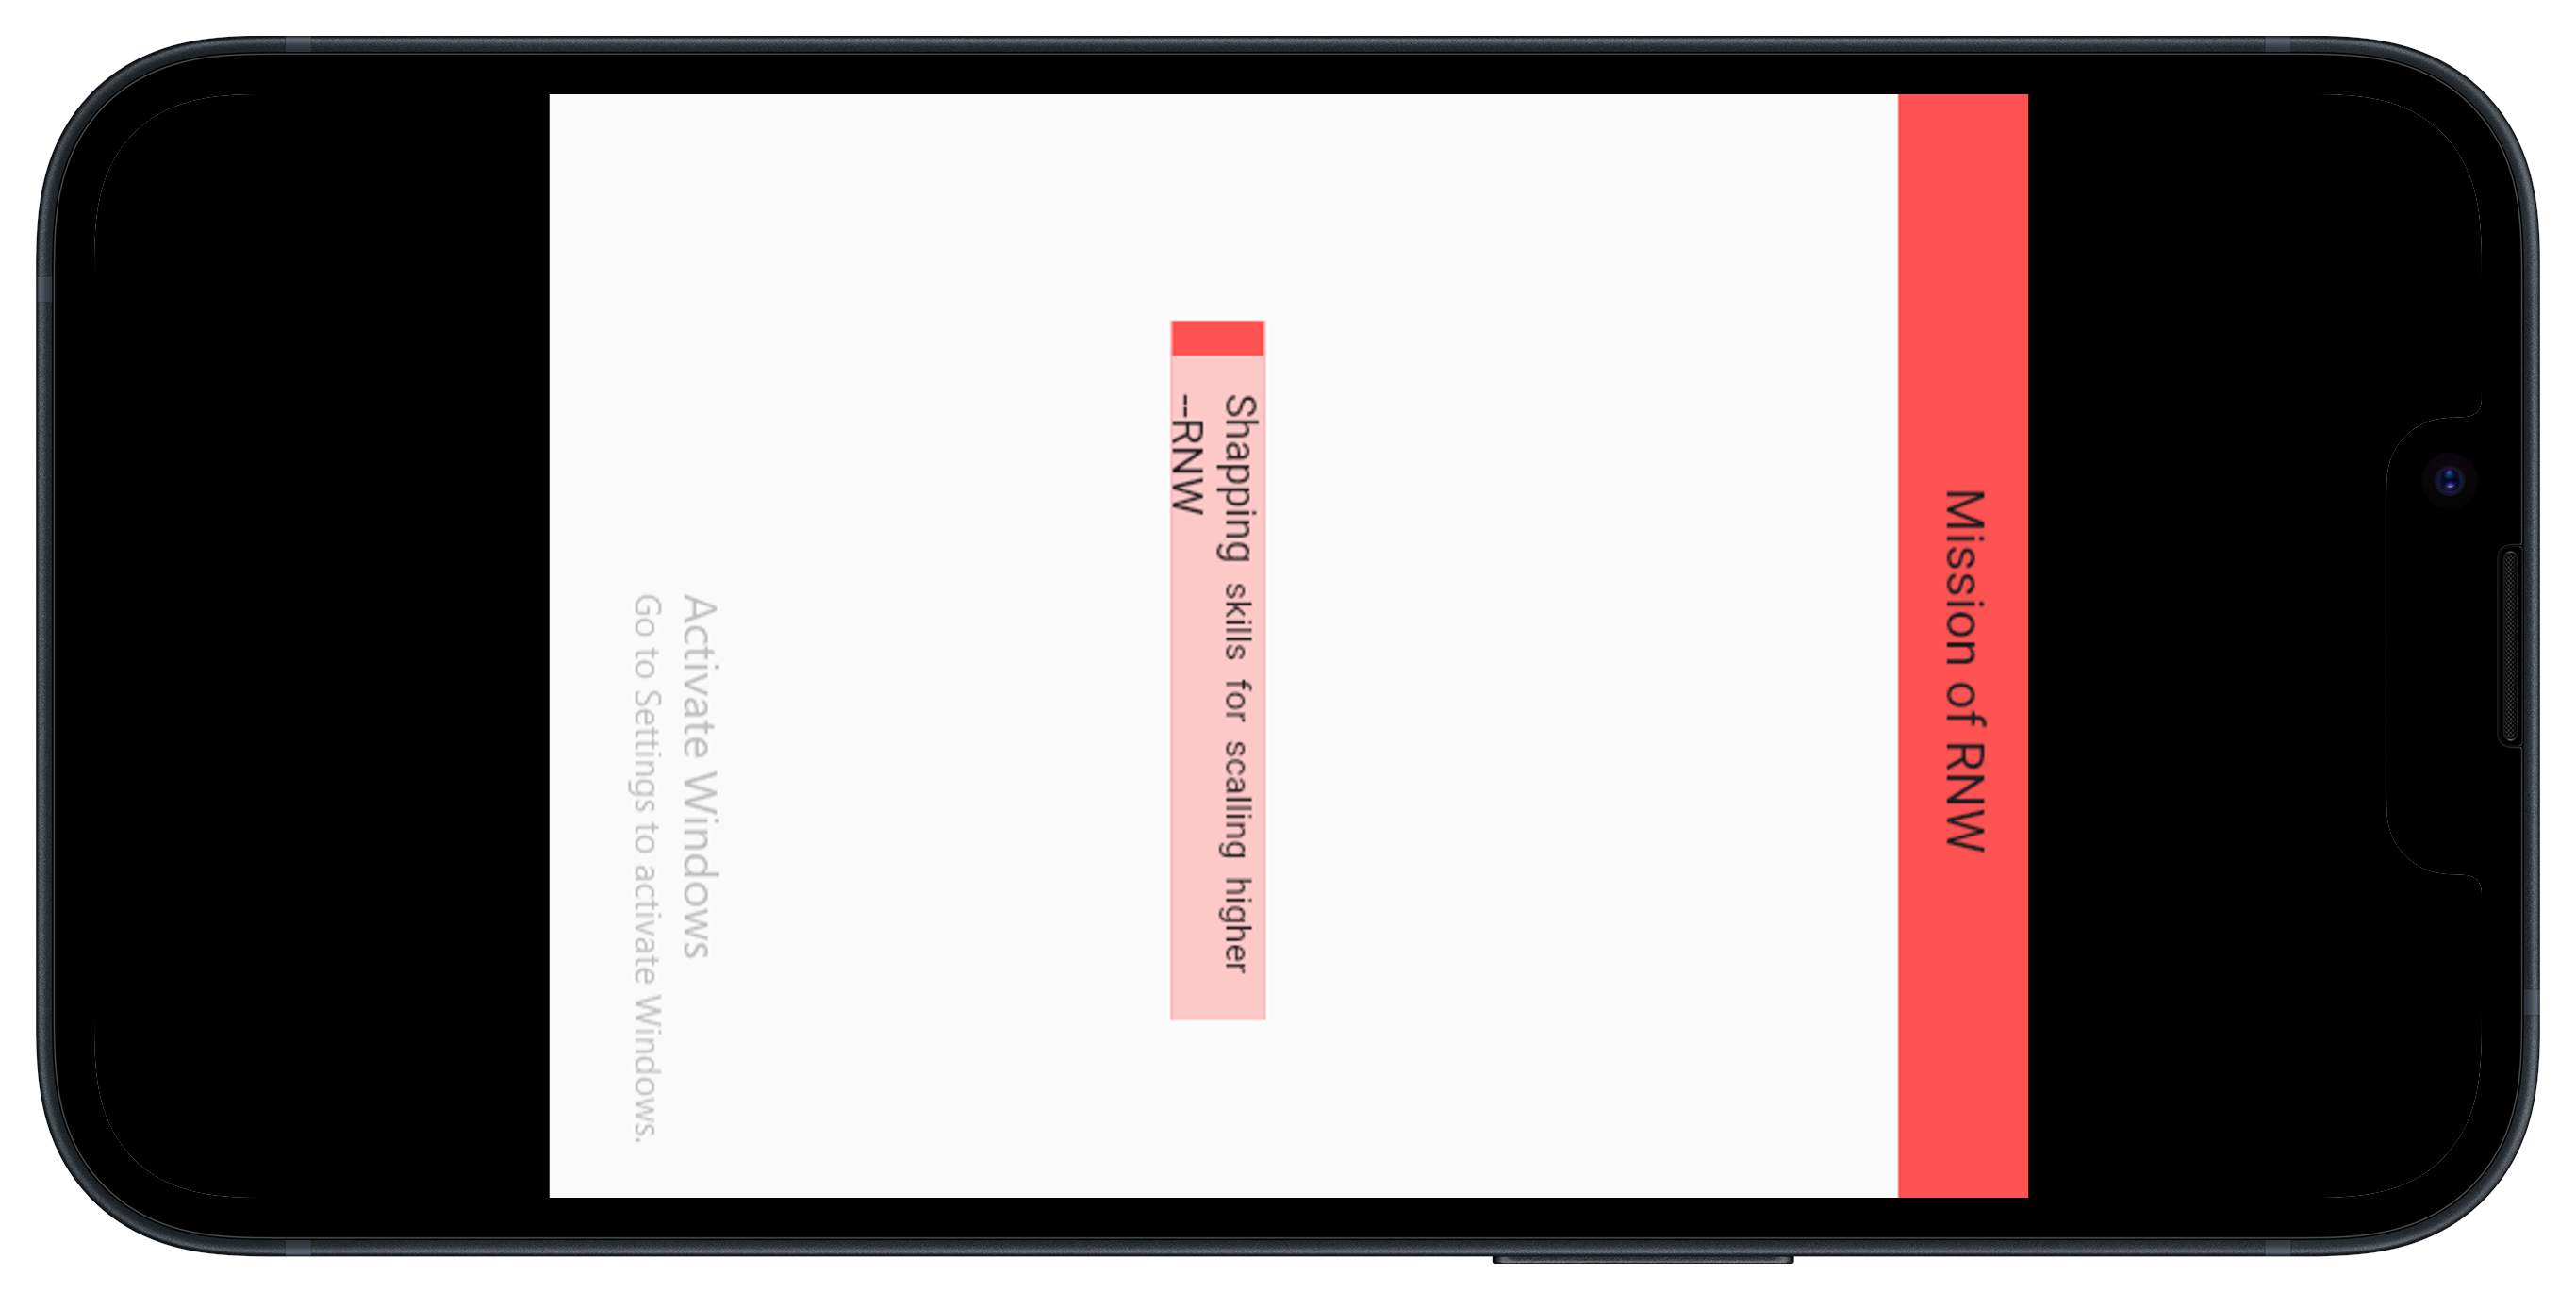 Mission of RNW
Shapping skills for scalling higher
--RNW
Activate Windows
Go to Settings to activate Windows.